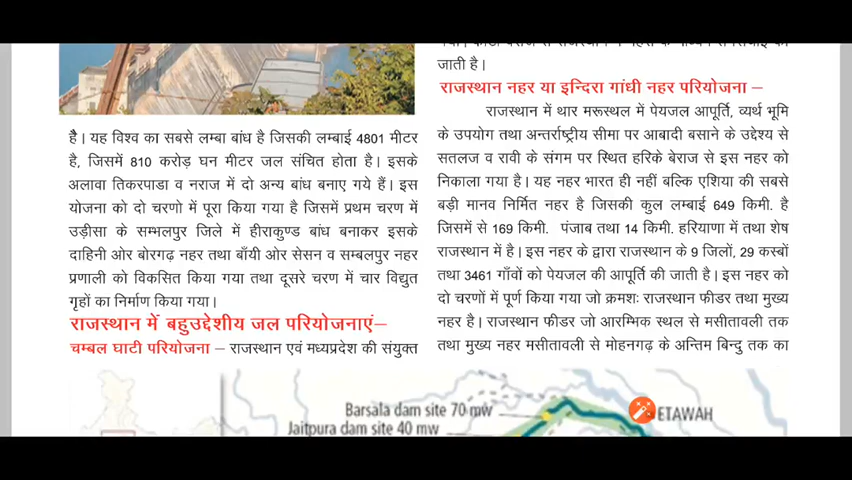 है। यह विश्व का सबसे लम्बा बांध है जिसकी लम्बाई 4801 मीटर
है, जिसमें 810 करोड़ घन मीटर जल संचित होता है। इसके
अलावा तिकरपाडा व नराज में दो अन्य बांध बनाए गये हैं। इस
योजना को दो चरणो में पूरा किया गया है जिसमें प्रथम चरण में
उड़ीसा के सम्भलपुर जिले में हीराकुण्ड बांध बनाकर इसके
दाहिनी ओर बोरगढ़ नहर तथा बाँयी ओर सेसन व सम्बलपुर नहर
प्रणाली को विकसित किया गया तथा दूसरे चरण में चार विद्युत
गृहों का निर्माण किया गया।
राजस्थान में बहुउद्देशीय जल परियोजनाएं–
चम्बल घाटी परियोजना – राजस्थान एवं मध्यप्रदेश की संयुक्त
जाती है।
राजस्थान नहर या इन्दिरा गांधी नहर परियोजना –
राजस्थान में थार मरूस्थल में पेयजल आपूर्ति, व्यर्थ भूमि
के उपयोग तथा अन्तर्राष्ट्रीय सीमा पर आबादी बसाने के उद्देश्य से
सतलज व रावी के संगम पर स्थित हरिके बेराज से इस नहर को
निकाला गया है। यह नहर भारत ही नहीं बल्कि एशिया की सबसे
बड़ी मानव निर्मित नहर है जिसकी कुल लम्बाई 649 किमी. है
जिसमें से 169 किमी. पंजाब तथा 14 किमी. हरियाणा में तथा शेष
राजस्थान में है। इस नहर के द्वारा राजस्थान के 9 जिलों, 29 कस्बों
तथा 3461 गाँवों को पेयजल की आपूर्ति की जाती है। इस नहर को
दो चरणों में पूर्ण किया गया जो क्रमशः राजस्थान फीडर तथा मुख्य
नहर है। राजस्थान फीडर जो आरम्भिक स्थल से मसीतावली तक
तथा मुख्य नहर मसीतावली से मोहनगढ़ के अन्तिम बिन्दु तक का
Barsala dam site 70 mw
ETAWAH
Jaitpura dam site 40 mw